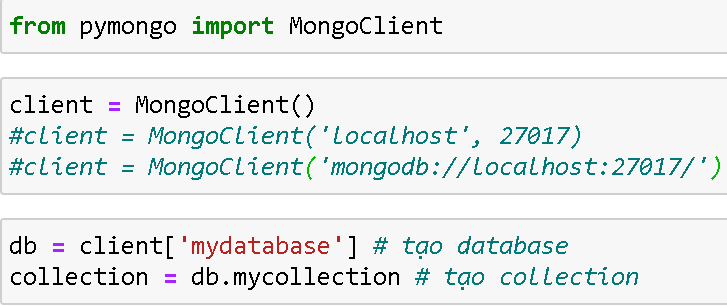 from pymongo import MongoClient
client = MongoClient()
#client = MongoClient('localhost', 27017)
#client = MongoClient('mongodb://localhost:27017/')
db = client['mydatabase'] # tạo database
collection = db.mycollection # tạo collection